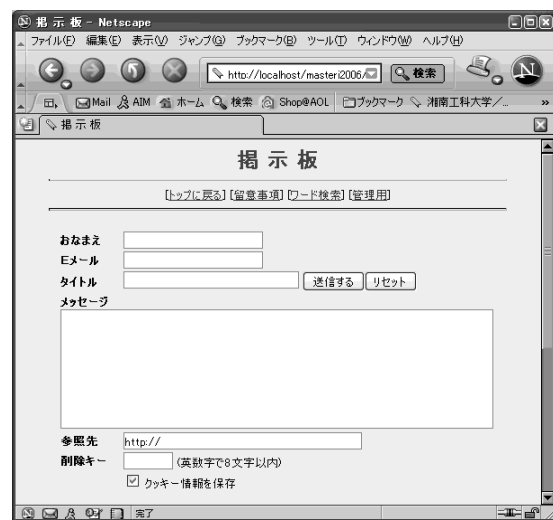 掲 示 板 - Netscape
ファイル(F) 編集(E) 表示(V) ジャンプ(G) ブックマーク(B) ツール(T) ウィンドウ(W) ヘルプ(H)
http://localhost/masteri2006/ 検索
Mail AIM ホーム 検索 Shop@AOL ブックマーク 湘南工科大学/...
掲 示 板
掲 示 板
[トップに戻る] [留意事項] [ワード検索] [管理用]
おなまえ
Eメール
タイトル 送信する リセット
メッセージ
参照先 http://
削除キー (英数字で8文字以内)
クッキー情報を保存
完了